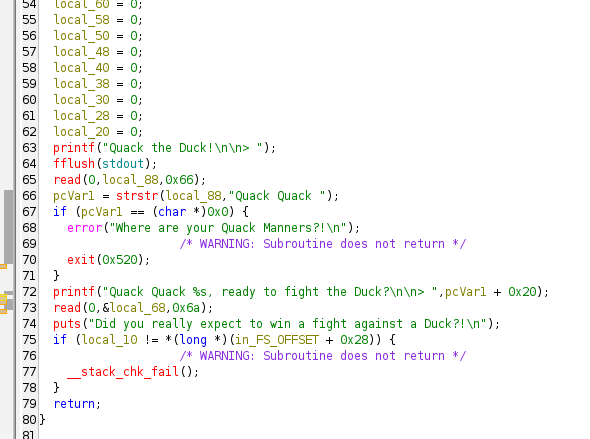 54 local_60 = 0;
55 local_58 = 0;
56 local_50 = 0;
57 local_48 = 0;
58 local_40 = 0;
59 local_38 = 0;
60 local_30 = 0;
61 local_28 = 0;
62 local_20 = 0;
63 printf("Quack the Duck!\n\n> ");
64 fflush(stdout);
65 read(0,local_88,0x66);
66 pcVar1 = strstr(local_88,"Quack Quack ");
67 if (pcVar1 == (char *)0x0) {
68 error("Where are your Quack Manners?!\n");
69 /* WARNING: Subroutine does not return */
70 exit(0x520);
71 }
72 printf("Quack Quack %s, ready to fight the Duck?\n\n> ",pcVar1 + 0x20);
73 read(0,&local_68,0x6a);
74 puts("Did you really expect to win a fight against a Duck?!\n");
75 if (local_10 != *(long *)(in_FS_OFFSET + 0x28)) {
76 /* WARNING: Subroutine does not return */
77 __stack_chk_fail();
78 }
79 return;
80 }
81